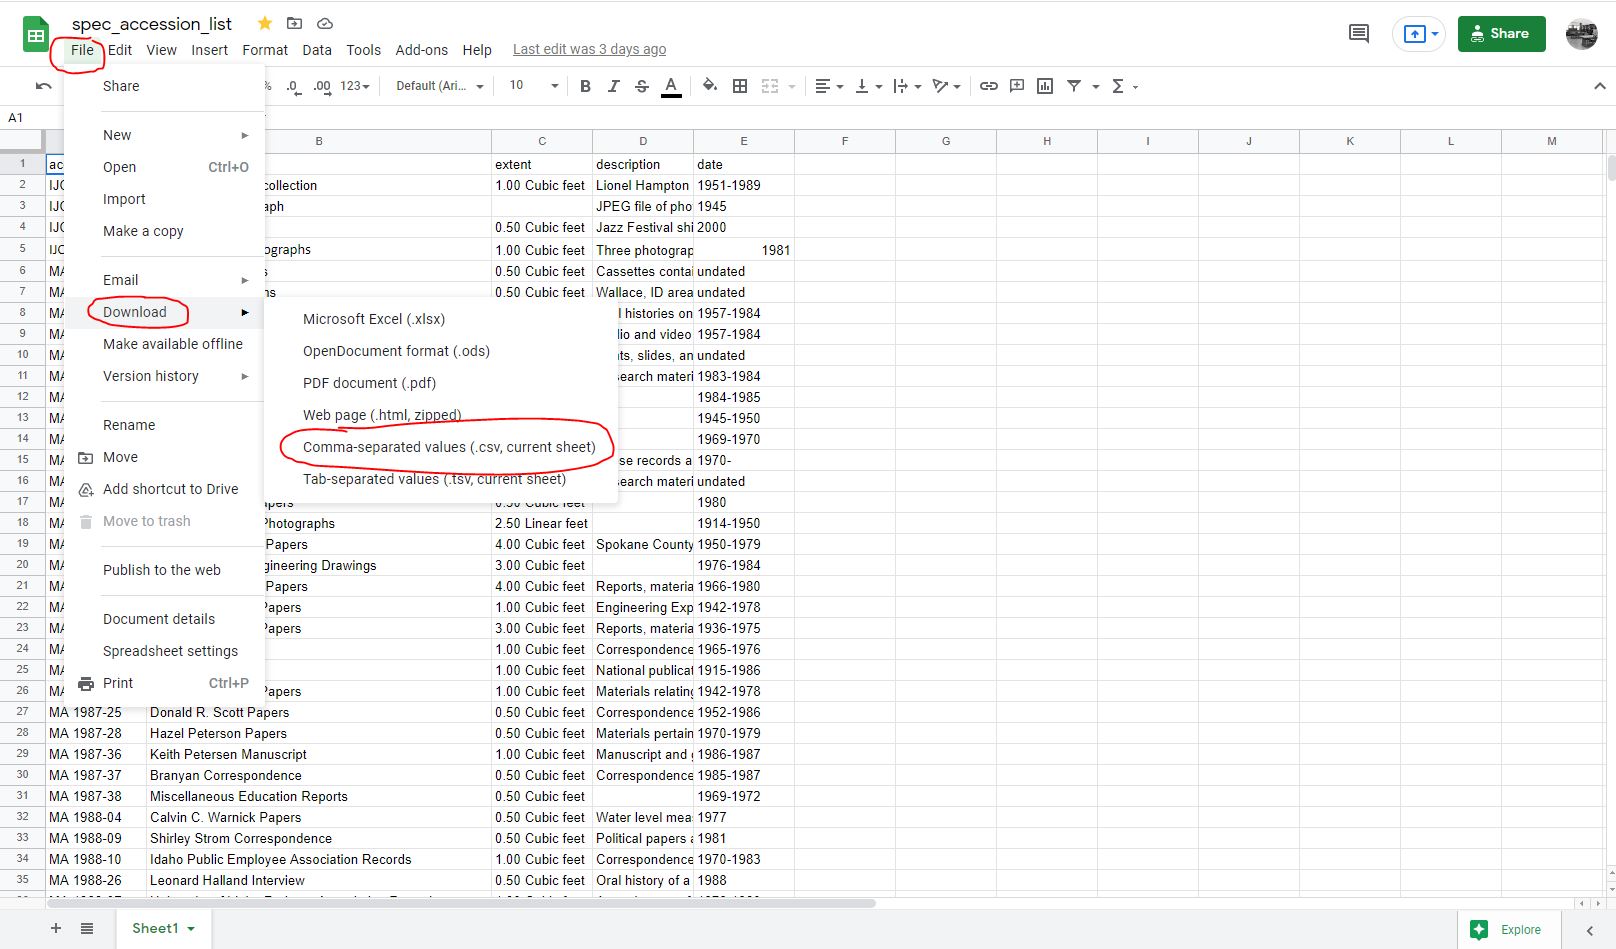 spec_accession_list
File Edit View Insert Format Data Tools Add-ons Help Last edit was 3 days ago
Share
% .0 .00 123 Default (Ari... 10 B I S A
A1
B C D E F G H I J K L M
1 extent description date
2 collection 1.00 Cubic feet Lionel Hampton 1951-1989
3 JPEG file of pho 1945
4 0.50 Cubic feet Jazz Festival shi 2000
5 1.00 Cubic feet Three photograp 1981
6 MA 0.50 Cubic feet Cassettes contai undated
7 MA 0.50 Cubic feet Wallace, ID area undated
8 MA histories on 1957-1984
9 MA and video 1957-1984
10 MA slides, an undated
11 MA search materi 1983-1984
12 MA 1984-1985
13 MA 1945-1950
14 MA 1969-1970
15 MA records a 1970-
16 MA search materi undated
17 MA 1980
18 MA Photographs 2.50 Linear feet 1914-1950
19 MA Papers 4.00 Cubic feet Spokane County 1950-1979
20 MA gineering Drawings 3.00 Cubic feet 1976-1984
21 MA Papers 4.00 Cubic feet Reports, materia 1966-1980
22 MA Papers 1.00 Cubic feet Engineering Exp 1942-1978
23 MA Papers 3.00 Cubic feet Reports, materia 1936-1975
24 MA 1.00 Cubic feet Correspondence 1965-1976
25 MA 1.00 Cubic feet National publicat 1915-1986
26 MA Papers 1.00 Cubic feet Materials relating 1942-1978
27 MA 1987-25 Donald R. Scott Papers 0.50 Cubic feet Correspondence 1952-1986
28 MA 1987-28 Hazel Peterson Papers 0.50 Cubic feet Materials pertain 1970-1979
29 MA 1987-36 Keith Petersen Manuscript 1.00 Cubic feet Manuscript and 1986-1987
30 MA 1987-37 Branyan Correspondence 0.50 Cubic feet Correspondence 1985-1987
31 MA 1987-38 Miscellaneous Education Reports 0.50 Cubic feet 1969-1972
32 MA 1988-04 Calvin C. Warnick Papers 0.50 Cubic feet Water level mea 1977
33 MA 1988-09 Shirley Strom Correspondence 0.50 Cubic feet Political papers 1981
34 MA 1988-10 Idaho Public Employee Association Records 1.00 Cubic feet Correspondence 1970-1983
35 MA 1988-26 Leonard Halland Interview 0.50 Cubic feet Oral history of a 1988
Share
New
Open Ctrl+O
Import
Make a copy
Email
Download
Make available offline
Version history
Rename
Move
Add shortcut to Drive
Move to trash
Publish to the web
Document details
Spreadsheet settings
Print Ctrl+P
Microsoft Excel (.xlsx)
OpenDocument format (.ods)
PDF document (.pdf)
Web page (.html, zipped)
Comma-separated values (.csv, current sheet)
Tab-separated values (.tsv, current sheet)
Sheet1
Explore